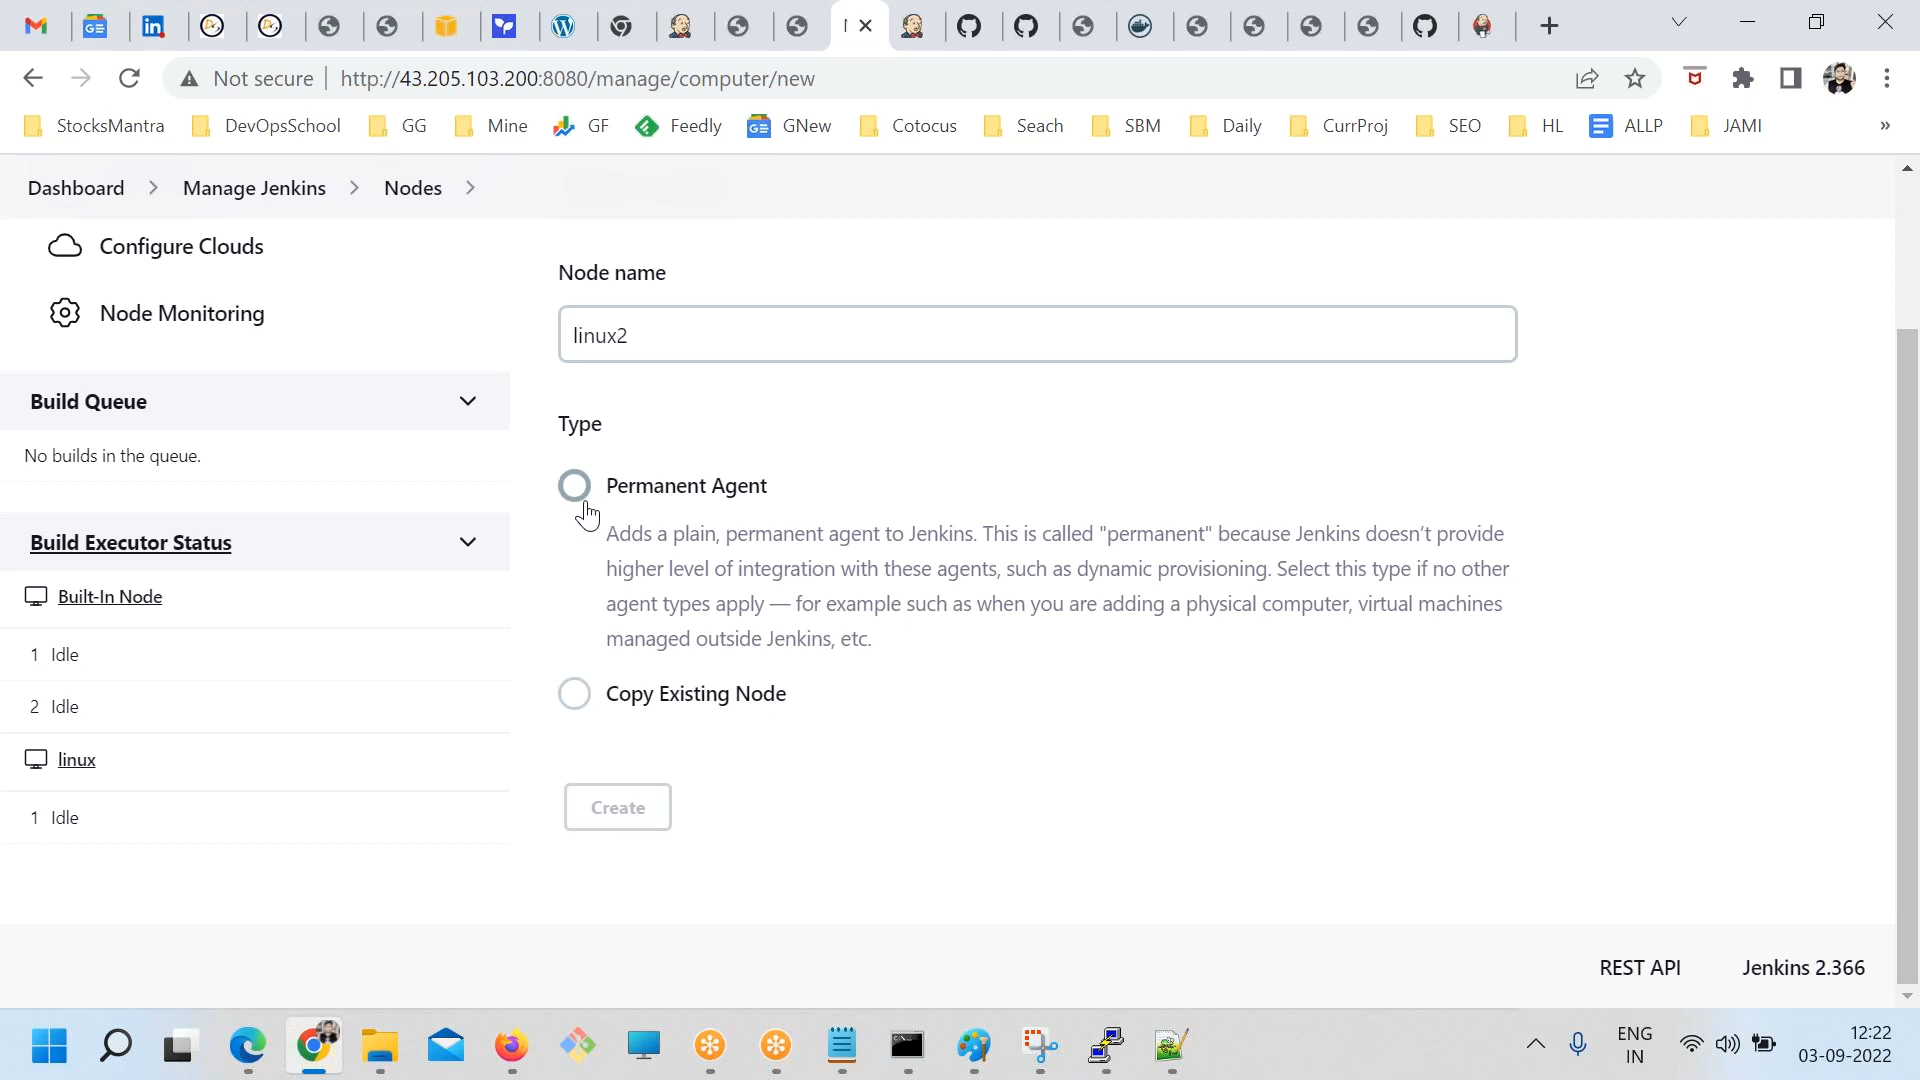 Not secure
http://43.205.103.200:8080/manage/computer/new
StocksMantra
DevOpsSchool
GG
Mine
GF
Feedly
GNew
Cotocus
Seach
SBM
Daily
CurrProj
SEO
HL
ALLP
JAMI
»
Dashboard > Manage Jenkins > Nodes >
Configure Clouds
Node Monitoring
Build Queue
No builds in the queue.
Build Executor Status
Built-In Node
1 Idle
2 Idle
linux
1 Idle
Node name
linux2
Type
Permanent Agent
Adds a plain, permanent agent to Jenkins. This is called "permanent" because Jenkins doesn’t provide
higher level of integration with these agents, such as dynamic provisioning. Select this type if no other
agent types apply — for example such as when you are adding a physical computer, virtual machines
managed outside Jenkins, etc.
Copy Existing Node
Create
REST API
Jenkins 2.366
ENG
IN
12:22
03-09-2022